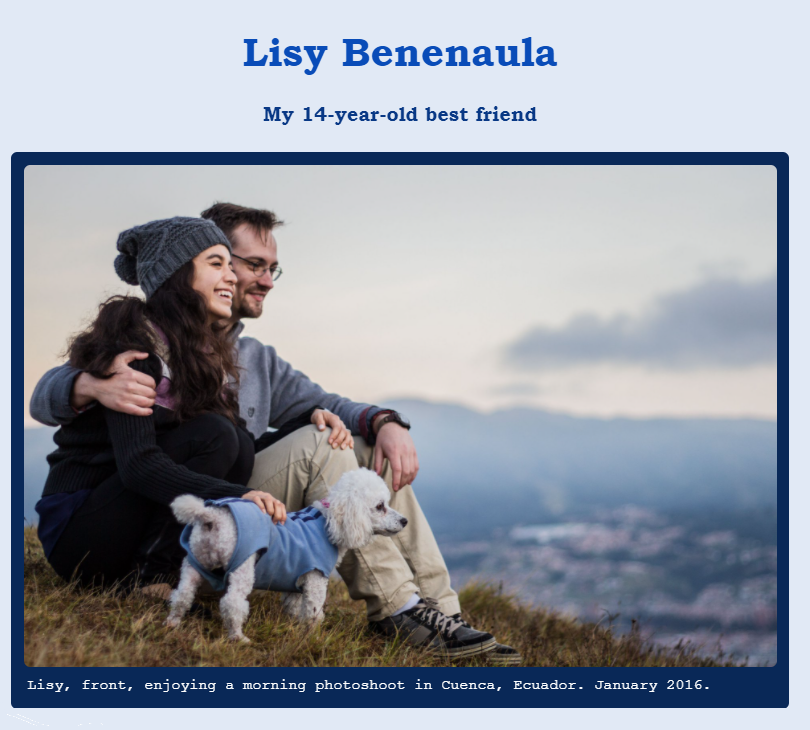 Lisy Benenaula
My 14-year-old best friend
Lisy, front, enjoying a morning photoshoot in Cuenca, Ecuador. January 2016.